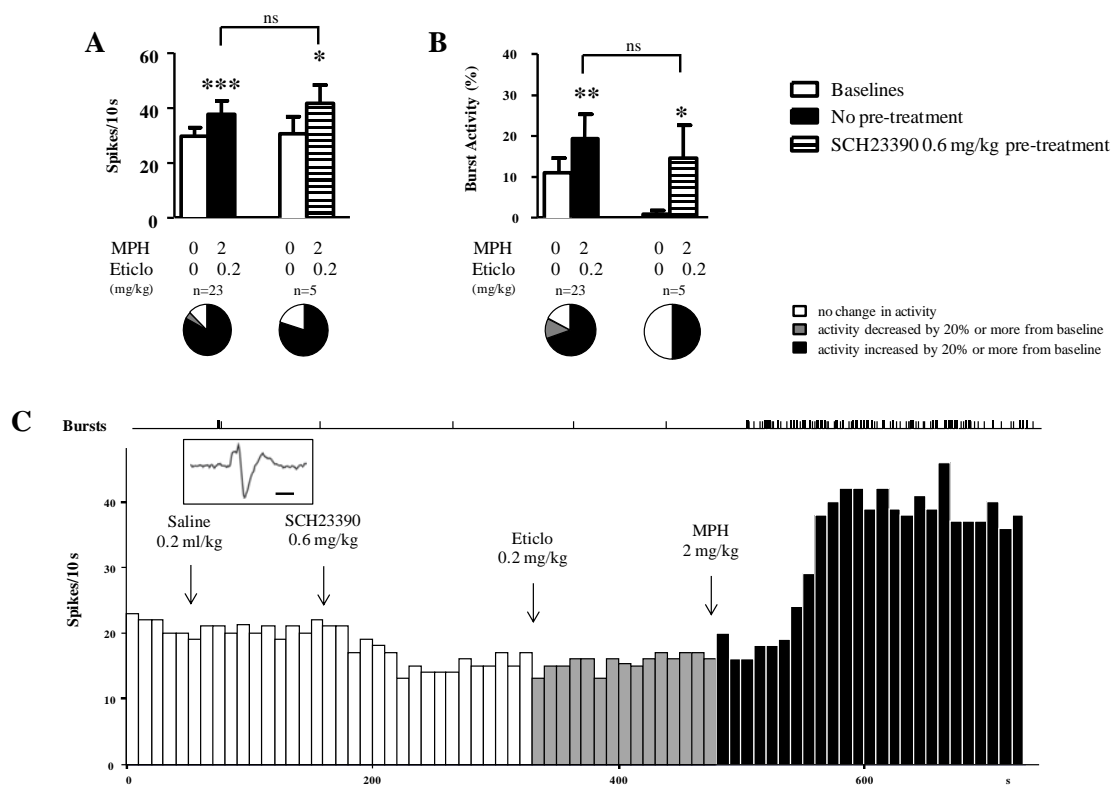 A
ns
***
*
60
40
20
0
Spikes/10 s
MPH 0 2 0 2
Eticlo 0 0.2 0 0.2
(mg/kg) n=23 n=5
B
ns
**
*
40
30
20
10
0
Burst Activity (%)
0 2 0 2
0 0.2 0 0.2
n=23 n=5
Baselines
No pre-treatment
SCH23390 0.6 mg/kg pre-treatment
no change in activity
activity decreased by 20% or more from baseline
activity increased by 20% or more from baseline
C
Bursts
Saline
0.2 ml/kg
SCH23390
0.6 mg/kg
Eticlo
0.2 mg/kg
MPH
2 mg/kg
Spikes/10 s
40
30
20
10
0
0 200 400 600 s